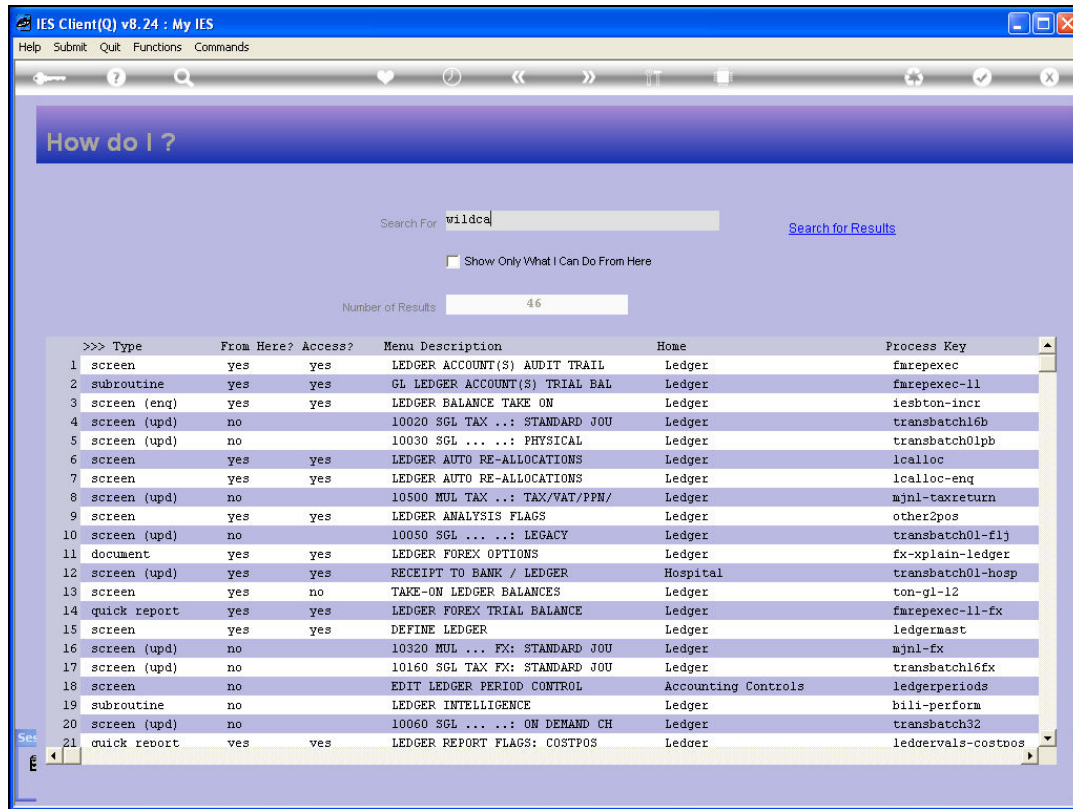 IES Client(Q) v8.24 : My IES
Help Submit Quit Functions Commands
How do I ?
Search For wildca Search for Results
Show Only What I Can Do From Here
Number of Results 46
>>> Type From Here? Access? Menu Description Home Process Key
1 screen yes yes LEDGER ACCOUNT(S) AUDIT TRAIL Ledger fmrepexec
2 subroutine yes yes GL LEDGER ACCOUNT(S) TRIAL BAL Ledger fmrepexec-ll
3 screen (enq) yes yes LEDGER BALANCE TAKE ON Ledger iesbton-incr
4 screen (upd) no 10020 SGL TAX ..: STANDARD JOU Ledger transbatch16b
5 screen (upd) no 10030 SGL ... ..: PHYSICAL Ledger transbatch01pb
6 screen yes yes LEDGER AUTO RE-ALLOCATIONS Ledger lcalloc
7 screen yes yes LEDGER AUTO RE-ALLOCATIONS Ledger lcalloc-enq
8 screen (upd) no 10500 MUL TAX ..: TAX/VAT/PPN/ Ledger mjnl-taxreturn
9 screen yes yes LEDGER ANALYSIS FLAGS Ledger other2pos
10 screen (upd) no 10050 SGL ... ..: LEGACY Ledger transbatch01-flj
11 document yes yes LEDGER FOREX OPTIONS Ledger fx-xplain-ledger
12 screen (upd) yes yes RECEIPT TO BANK / LEDGER Hospital transbatch01-hosp
13 screen yes no TAKE-ON LEDGER BALANCES Ledger ton-gl-12
14 quick report yes yes LEDGER FOREX TRIAL BALANCE Ledger fmrepexec-ll-fx
15 screen yes yes DEFINE LEDGER Ledger ledgermast
16 screen (upd) no 10320 MUL ... FX: STANDARD JOU Ledger mjnl-fx
17 screen (upd) no 10160 SGL TAX FX: STANDARD JOU Ledger transbatch16fx
18 screen no EDIT LEDGER PERIOD CONTROL Accounting Controls ledgerperiods
19 subroutine no LEDGER INTELLIGENCE Ledger bili-perform
20 screen (upd) no 10060 SGL ... ..: ON DEMAND CH Ledger transbatch32
21 quick report yes yes LEDGER REPORT FLAGS: COSTPOS Ledger ledgervals-costpos
Ses